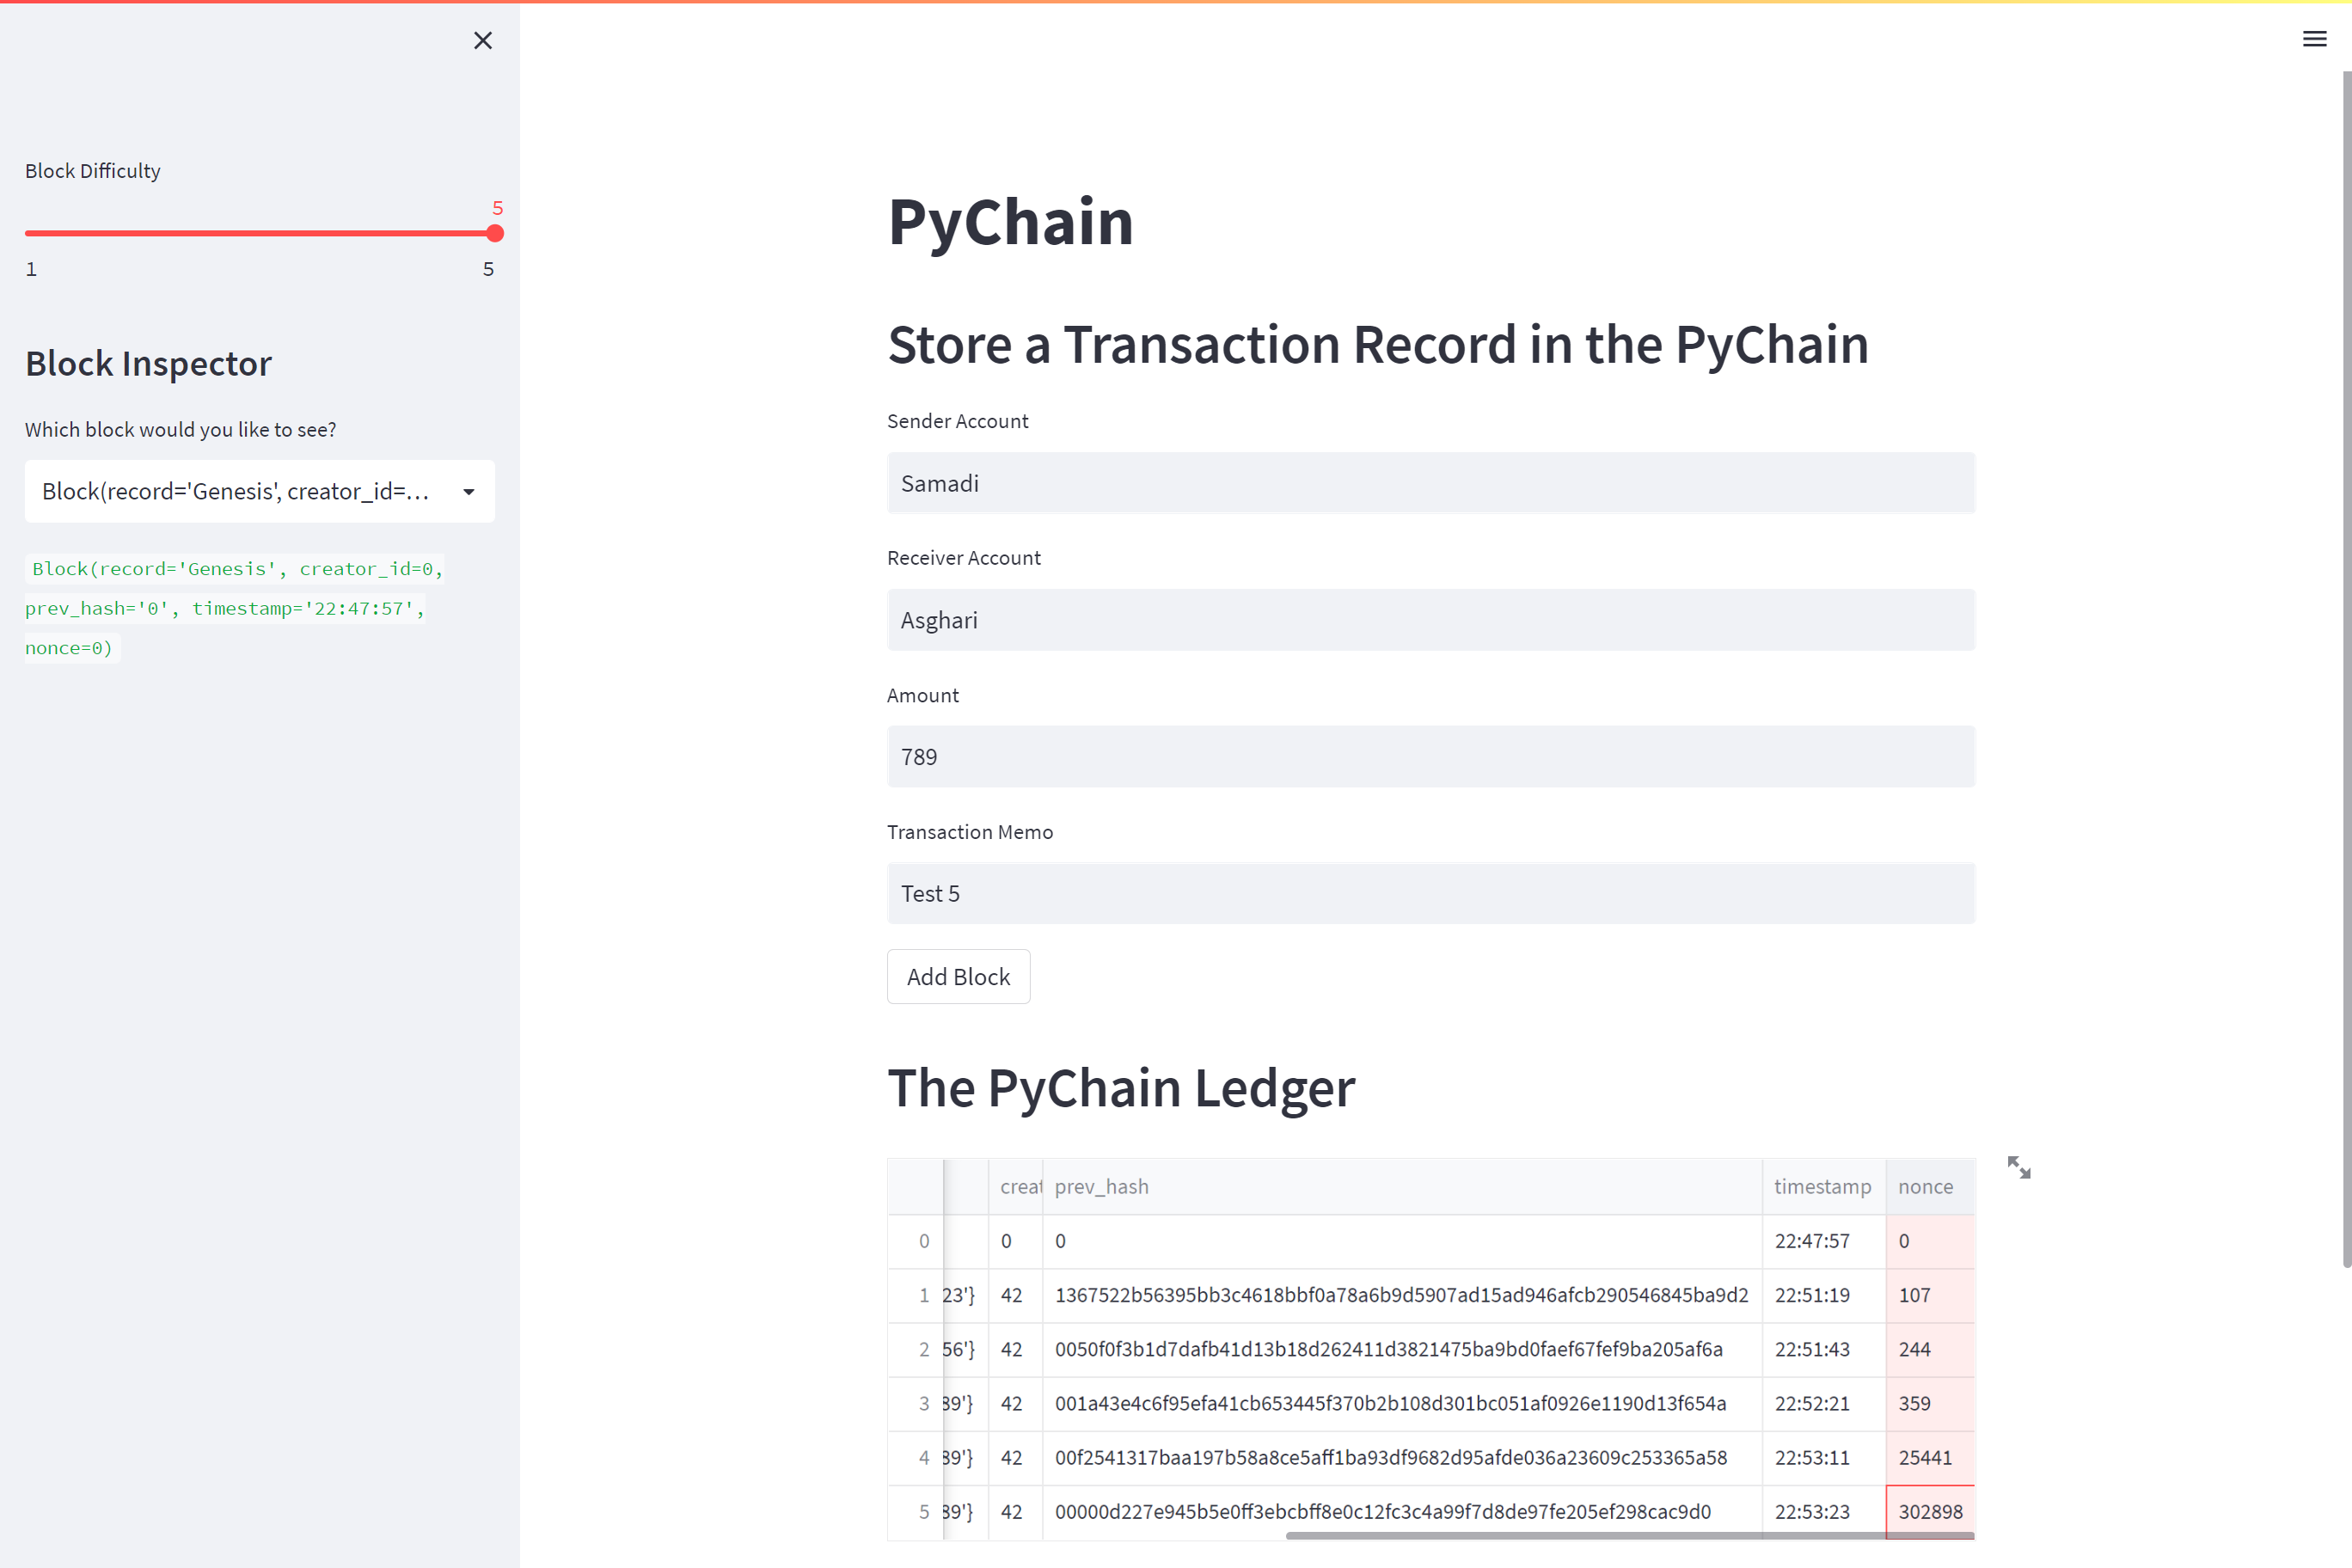 Block Difficulty
5
1 5
Block Inspector
Which block would you like to see?
Block(record='Genesis', creator_id=...
Block(record='Genesis', creator_id=0,
prev_hash='0', timestamp='22:47:57',
nonce=0)
PyChain
Store a Transaction Record in the PyChain
Sender Account
Samadi
Receiver Account
Asghari
Amount
789
Transaction Memo
Test 5
Add Block
The PyChain Ledger
creat prev_hash timestamp nonce
0 0 0 22:47:57 0
1 23'} 42 1367522b56395bb3c4618bbf0a78a6b9d5907ad15ad946afcb290546845ba9d2 22:51:19 107
2 56'} 42 0050f0f3b1d7dafb41d13b18d262411d3821475ba9bd0faef67fef9ba205af6a 22:51:43 244
3 89'} 42 001a43e4c6f95efa41cb653445f370b2b108d301bc051af0926e1190d13f654a 22:52:21 359
4 89'} 42 00f2541317baa197b58a8ce5aff1ba93df9682d95afde036a23609c253365a58 22:53:11 25441
5 89'} 42 00000d227e945b5e0ff3ebcbff8e0c12fc3c4a99f7d8de97fe205ef298cac9d0 22:53:23 302898